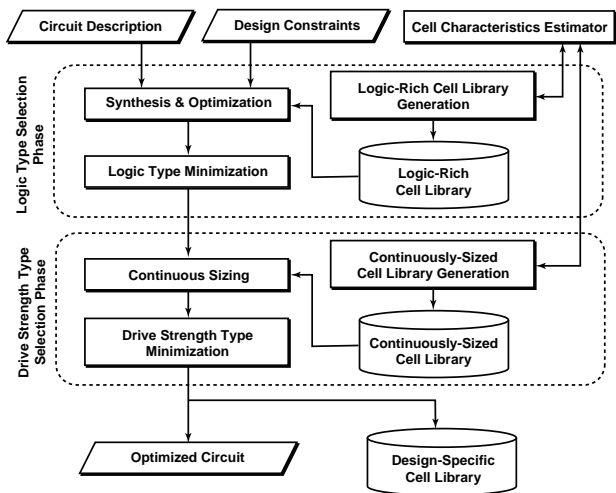 Circuit Description
Design Constraints
Cell Characteristics Estimator
Logic Type Selection
Phase
Synthesis & Optimization
Logic-Rich Cell Library
Generation
Logic Type Minimization
Logic-Rich
Cell Library
Drive Strength Type
Selection Phase
Continuous Sizing
Continuously-Sized
Cell Library Generation
Drive Strength Type
Minimization
Continuously-Sized
Cell Library
Optimized Circuit
Design-Specific
Cell Library